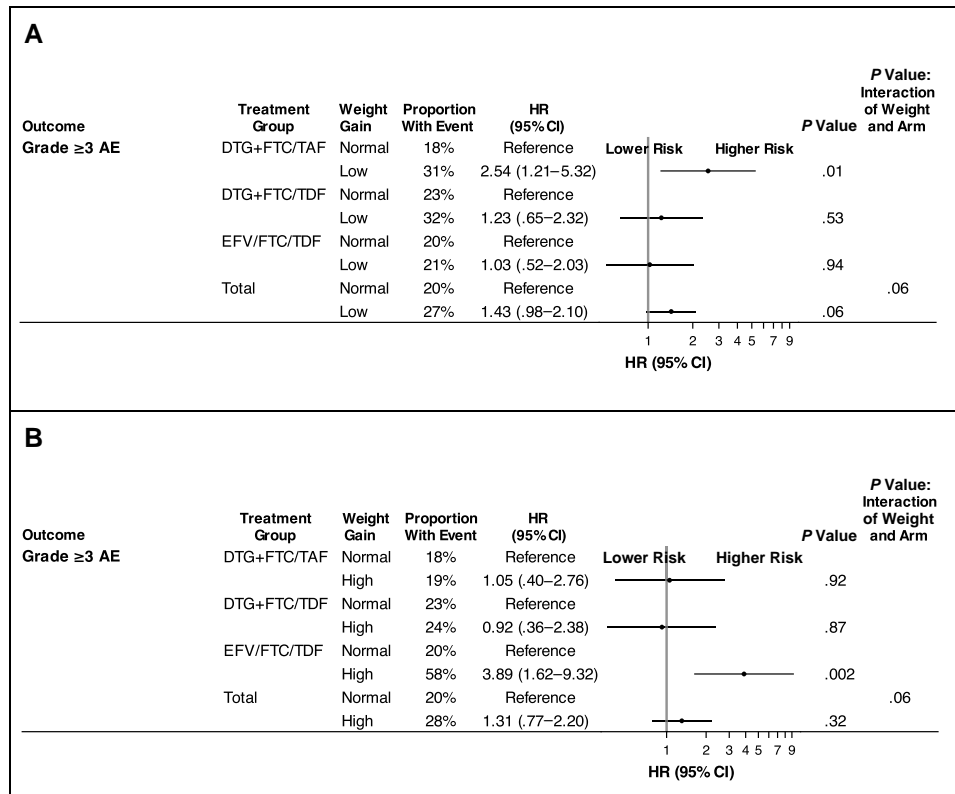 A
P Value:
Interaction
of Weight
and Arm
Treatment Group Weight Gain Proportion With Event HR (95%CI)
Outcome P Value
Grade ≥3 AE DTG+FTC/TAF Normal 18% Reference Lower Risk Higher Risk
Low 31% 2.54 (1.21–5.32) .01
DTG+FTC/TDF Normal 23% Reference
Low 32% 1.23 (.65–2.32) .53
EFV/FTC/TDF Normal 20% Reference
Low 21% 1.03 (.52–2.03) .94
Total Normal 20% Reference .06
Low 27% 1.43 (.98–2.10) .06
1 2 3 4 5 7 9
HR (95% CI)
B
P Value:
Interaction
of Weight
and Arm
Treatment Group Weight Gain Proportion With Event HR (95%CI)
Outcome P Value
Grade ≥3 AE DTG+FTC/TAF Normal 18% Reference Lower Risk Higher Risk
High 19% 1.05 (.40–2.76) .92
DTG+FTC/TDF Normal 23% Reference
High 24% 0.92 (.36–2.38) .87
EFV/FTC/TDF Normal 20% Reference
High 58% 3.89 (1.62–9.32) .002
Total Normal 20% Reference .06
High 28% 1.31 (.77–2.20) .32
1 2 3 4 5 7 9
HR (95% CI)